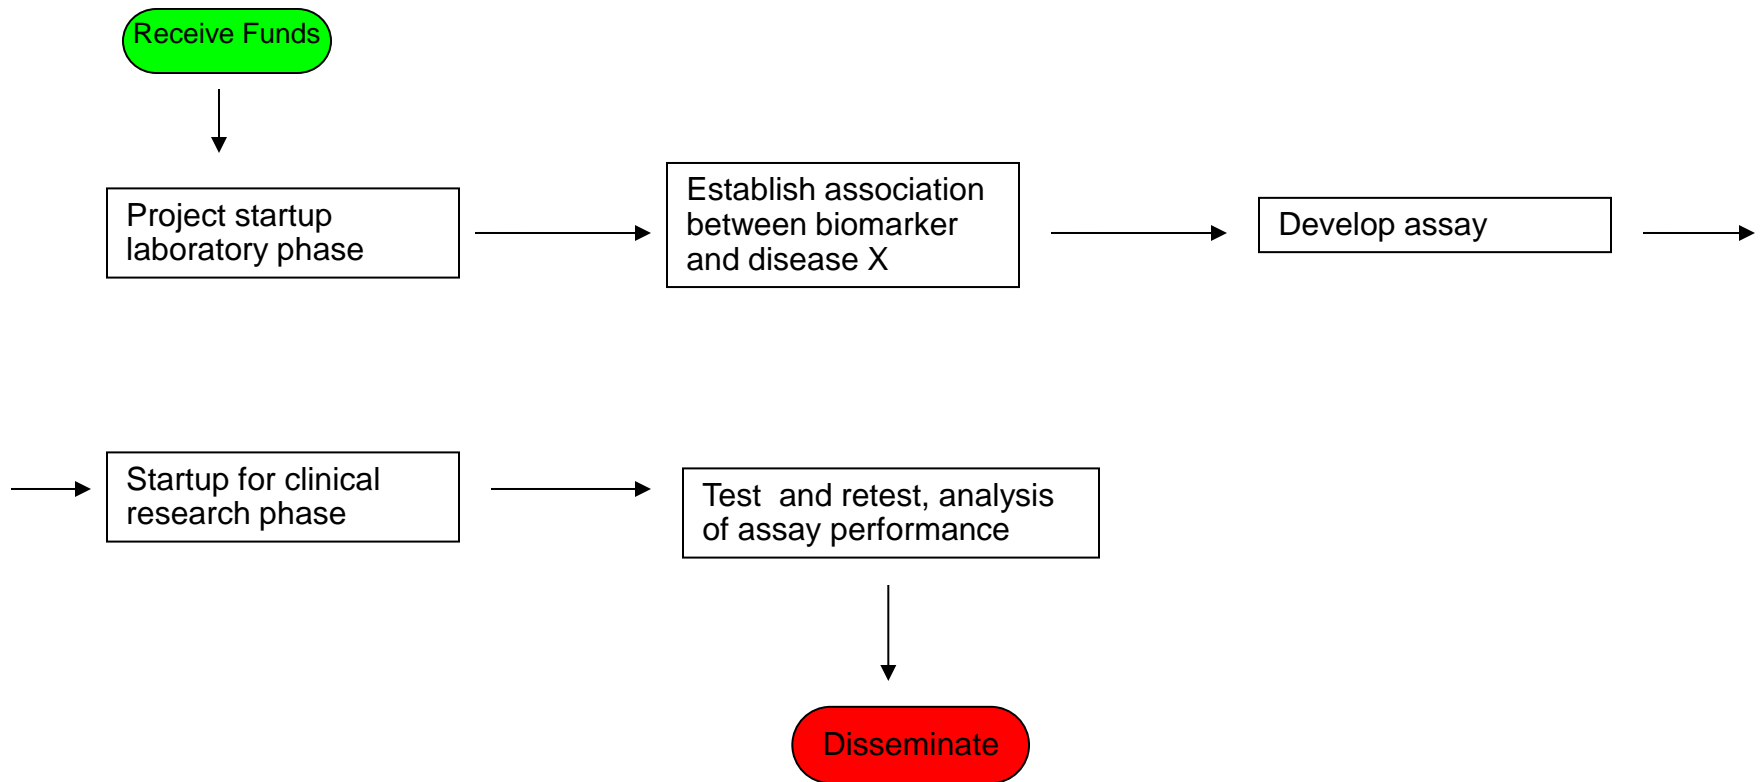 Receive Funds
Project startup
laboratory phase
Establish association
between biomarker
and disease X
Develop assay
Startup for clinical
research phase
Test  and retest, analysis
of assay performance
Disseminate